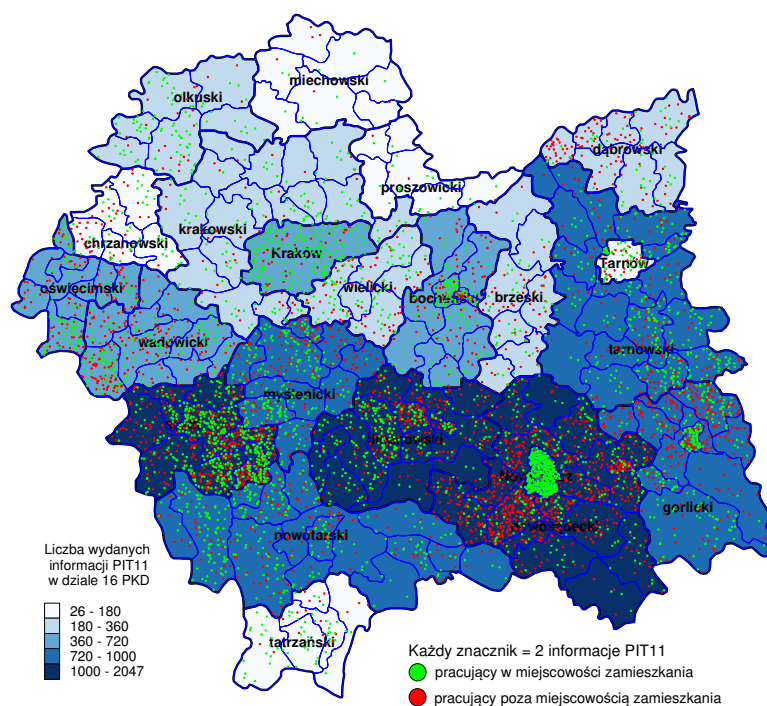 miechowski
olkuski
dąbrowski
proszowicki
chrzanowski
krakowski
Kraków
Tarnów
oświęcimski
wielicki
bocheński
brzeski
wadowicki
tarnowski
myślenicki
limanowski
nowosądecki
gorlicki
nowotarski
tatrzański
Liczba wydanych
informacji PIT11
w dziale 16 PKD
26 - 180
180 - 360
360 - 720
720 - 1000
1000 - 2047
Każdy znacznik = 2 informacje PIT11
pracujący w miejscowości zamieszkania
pracujący poza miejscowością zamieszkania